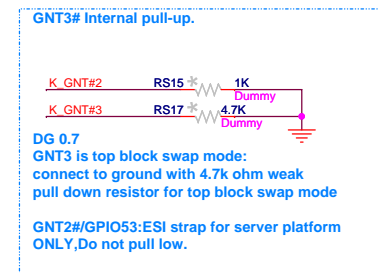 GNT3# Internal pull-up.
K_GNT#2 RS15 * 1K
Dummy
K_GNT#3 RS17 * 4.7K
Dummy
DG 0.7
GNT3 is top block swap mode:
connect to ground with 4.7k ohm weak
pull down resistor for top block swap mode
GNT2#/GPIO53:ESI strap for server platform
ONLY,Do not pull low.